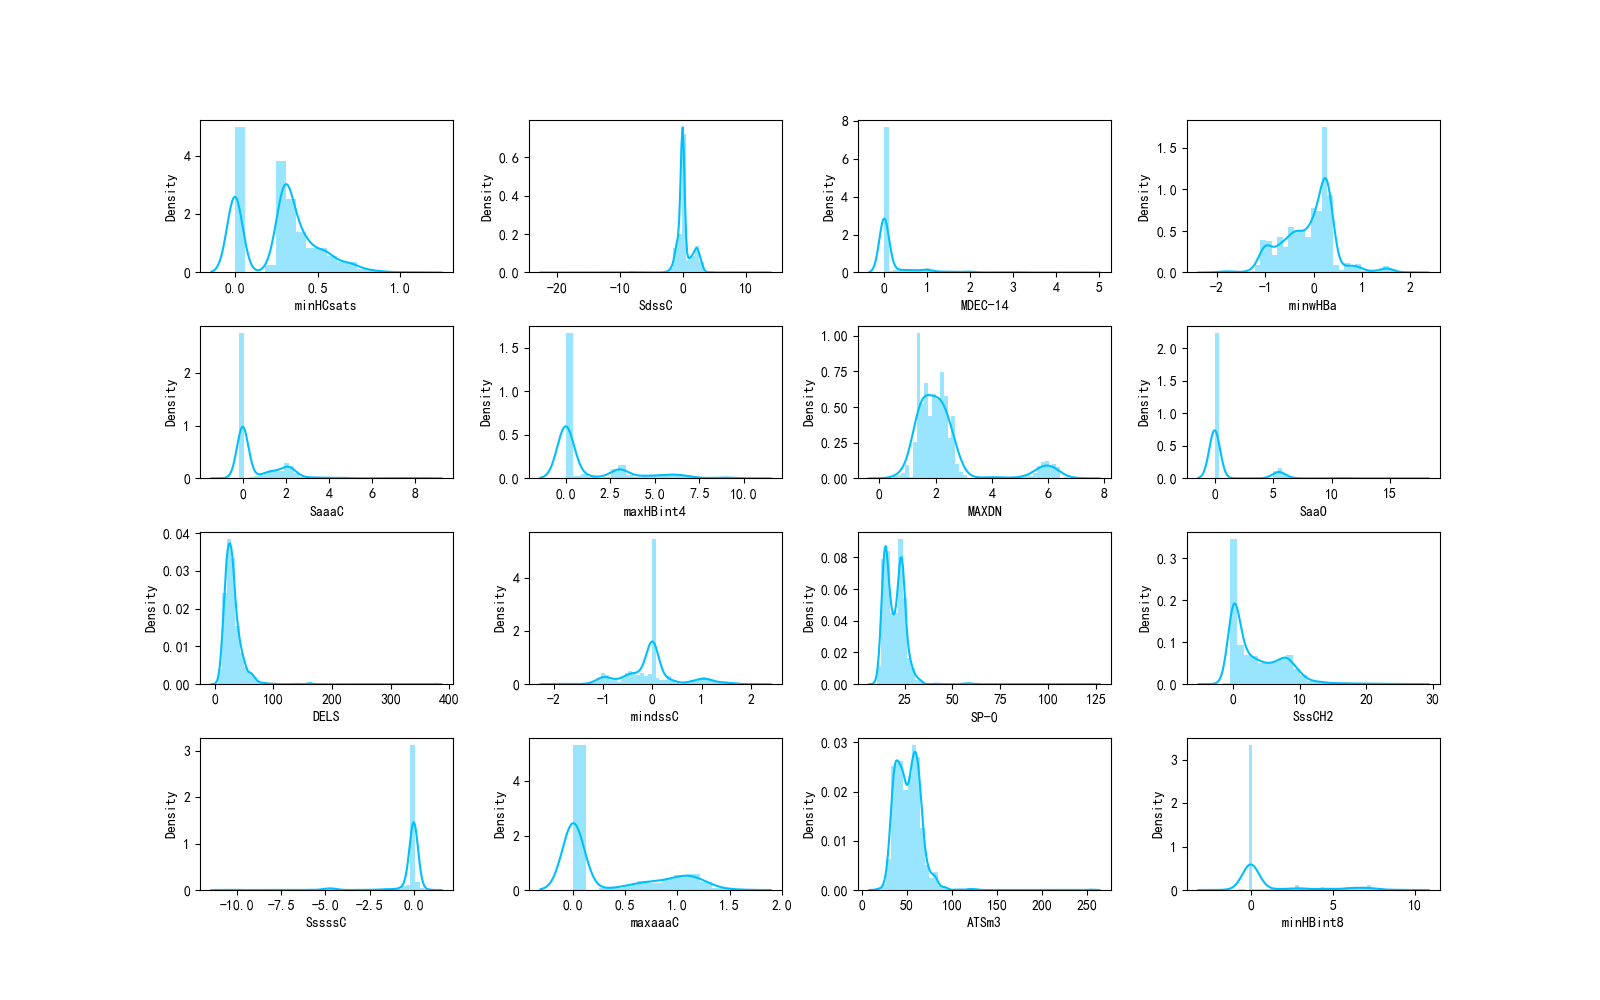 Density
4
2
0
0.0 0.5 1.0
minHCsats
Density
0.6
0.4
0.2
0.0
−20 −10 0 10
SdssC
Density
8
6
4
2
0
0 1 2 3 4 5
MDEC-14
Density
1.5
1.0
0.5
0.0
−2 −1 0 1 2
minwHBa
Density
2
1
0
0 2 4 6 8
SaaaC
Density
1.5
1.0
0.5
0.0
0.0 2.5 5.0 7.5 10.0
maxHBint4
Density
1.00
0.75
0.50
0.25
0.00
0 2 4 6 8
MAXDN
Density
2.0
1.5
1.0
0.5
0.0
0 5 10 15
SaaO
Density
0.04
0.03
0.02
0.01
0.00
0 100 200 300 400
DELS
Density
4
2
0
−2 −1 0 1 2
mindssC
Density
0.08
0.06
0.04
0.02
0.00
25 50 75 100 125
SP-0
Density
0.3
0.2
0.1
0.0
0 10 20 30
SssCH2
Density
3
2
1
0
−10.0 −7.5 −5.0 −2.5 0.0
SssssC
Density
4
2
0
0.0 0.5 1.0 1.5 2.0
maxaaaC
Density
0.03
0.02
0.01
0.00
0 50 100 150 200 250
ATSm3
Density
3
2
1
0
0 5 10
minHBint8